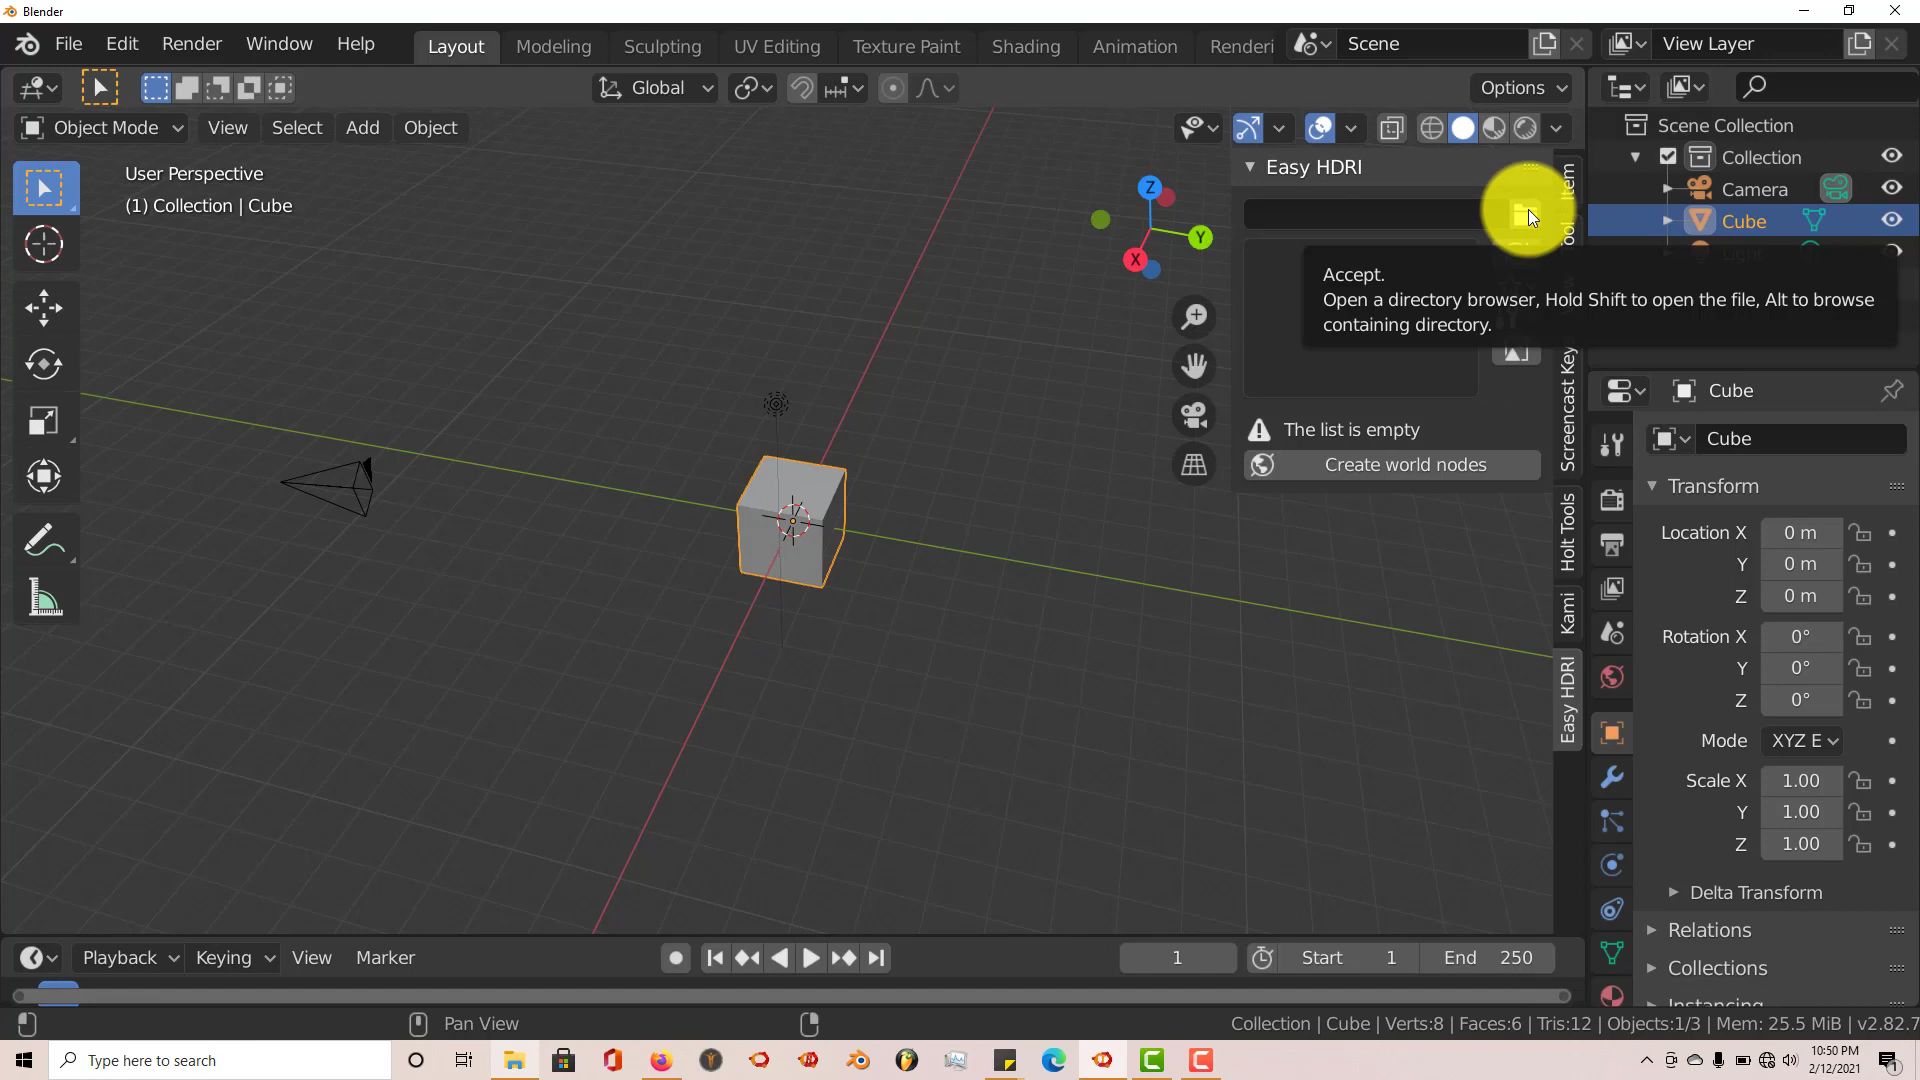 Blender
File Edit Render Window Help
Layout Modeling Sculpting UV Editing Texture Paint Shading Animation Renderi
Scene
View Layer
Global
Options
Object Mode View Select Add Object
User Perspective
(1) Collection | Cube
Z
Y
X
Easy HDRI
Accept.
Open a directory browser, Hold Shift to open the file, Alt to browse
containing directory.
The list is empty
Create world nodes
Item
Screencast Key
Holt Tools
Kami
Easy HDRI
Scene Collection
Collection
Camera
Cube
Cube
Cube
Transform
Location X 0 m
Y 0 m
Z 0 m
Rotation X 0°
Y 0°
Z 0°
Mode XYZ E
Scale X 1.00
Y 1.00
Z 1.00
Delta Transform
Relations
Collections
Playback Keying View Marker
1
Start 1
End 250
Pan View
Collection | Cube | Verts:8 | Faces:6 | Tris:12 | Objects:1/3 | Mem: 25.5 MiB | v2.82.7
Type here to search
10:50 PM
2/12/2021
1